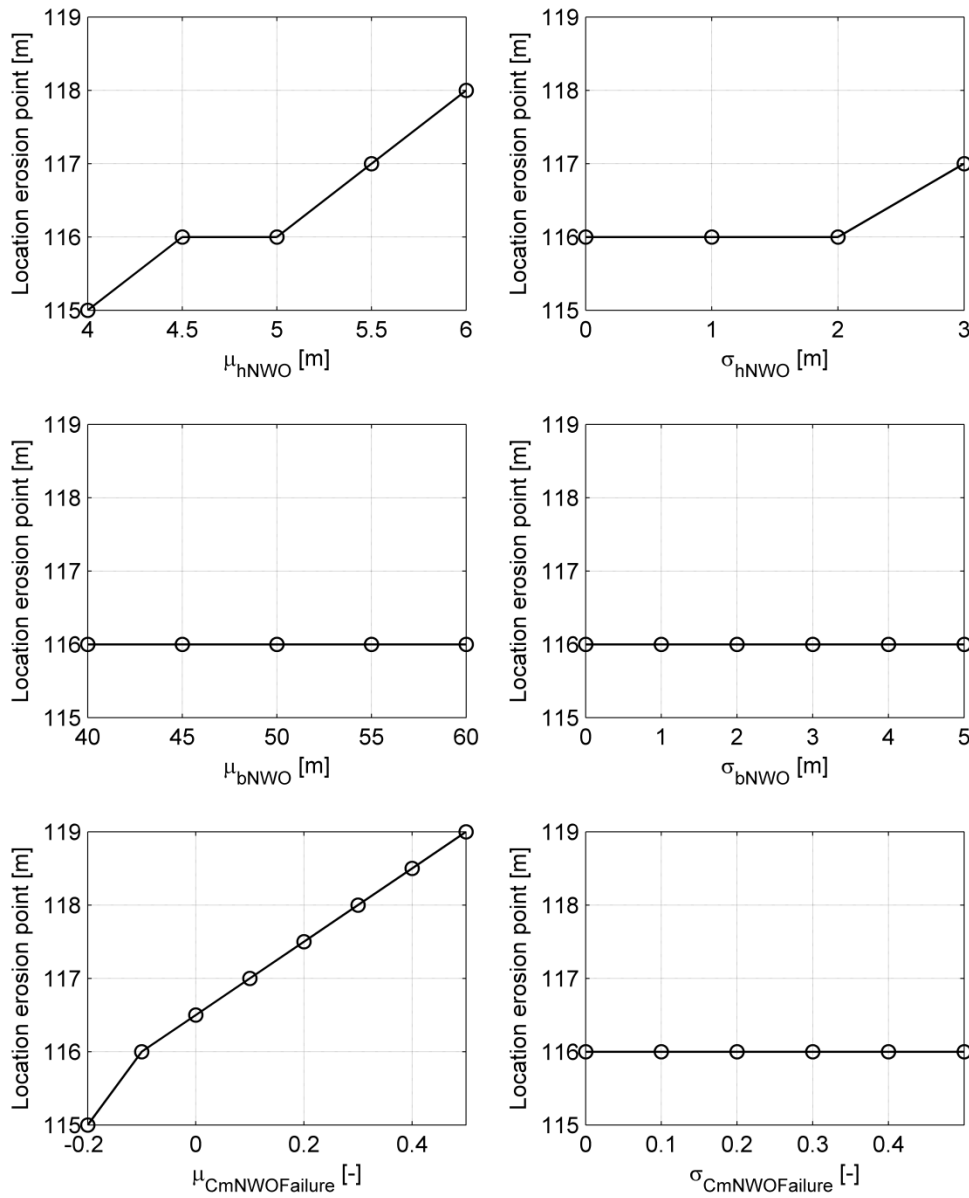 119
118
117
116
115
Location erosion point [m]
4 4.5 5 5.5 6
μhNWO [m]
119
118
117
116
115
Location erosion point [m]
0 1 2 3
σhNWO [m]
119
118
117
116
115
Location erosion point [m]
40 45 50 55 60
μbNWO [m]
119
118
117
116
115
Location erosion point [m]
0 1 2 3 4 5
σbNWO [m]
119
118
117
116
115
Location erosion point [m]
-0.2 0 0.2 0.4
μCmNWOFailure [-]
119
118
117
116
115
Location erosion point [m]
0 0.1 0.2 0.3 0.4
σCmNWOFailure [-]